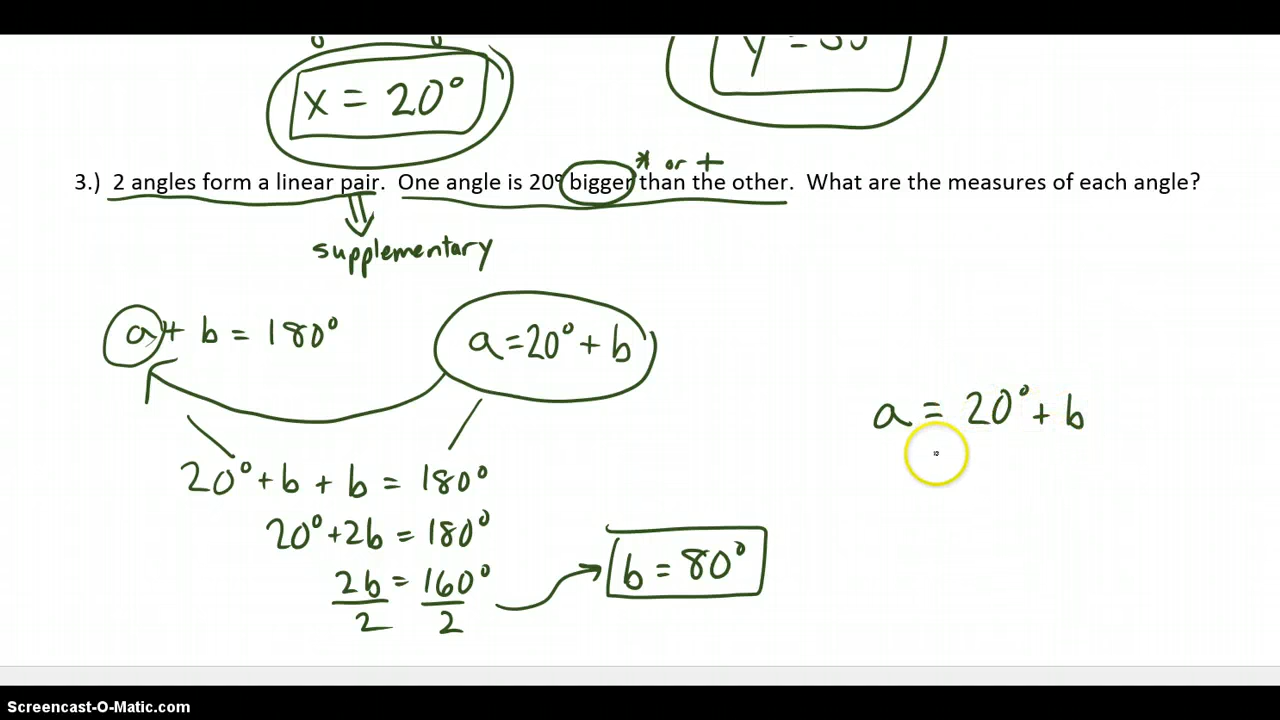 x = 20°
3.) 2 angles form a linear pair. One angle is 20º bigger than the other. What are the measures of each angle?
* or +
supplementary
a + b = 180°
a = 20° + b
a = 20° + b
20° + b + b = 180°
20° + 2b = 180°
2b = 160°
2 2
b = 80°
Screencast-O-Matic.com